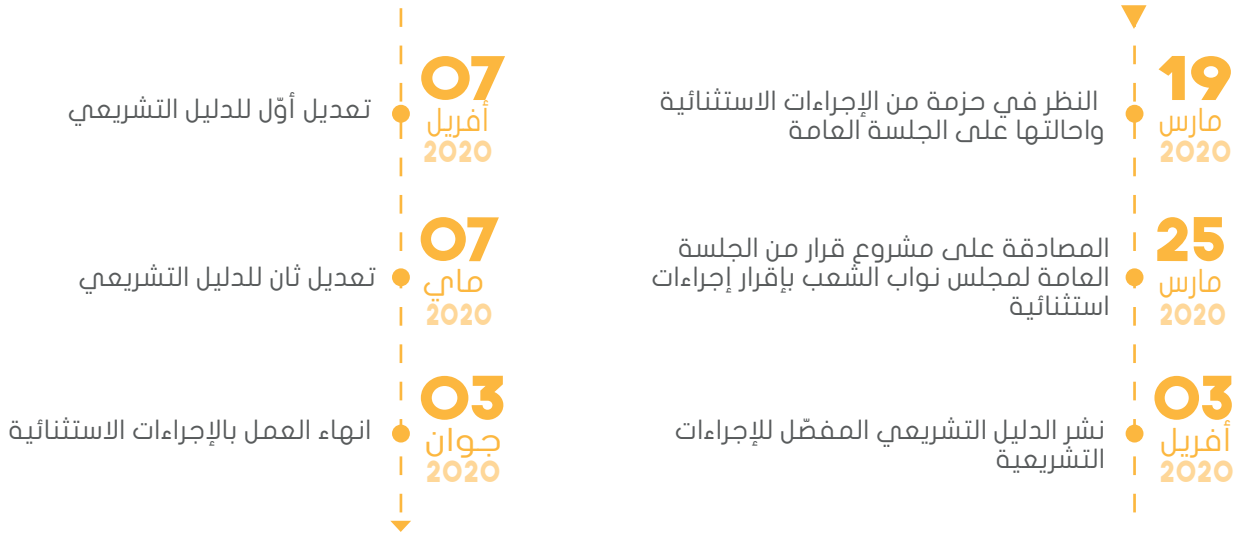 19
مارس
2020
النظر في حزمة من الإجراءات الاستثنائية
واحالتها على الجلسة العامة
25
مارس
2020
المصادقة على مشروع قرار من الجلسة
العامة لمجلس نواب الشعب بإقرار إجراءات
استثنائية
03
أفريل
2020
نشر الدليل التشريعي المفصّل للإجراءات
التشريعية
07
أفريل
2020
تعديل أوّل للدليل التشريعي
07
ماي
2020
تعديل ثان للدليل التشريعي
03
جوان
2020
انهاء العمل بالإجراءات الاستثنائية